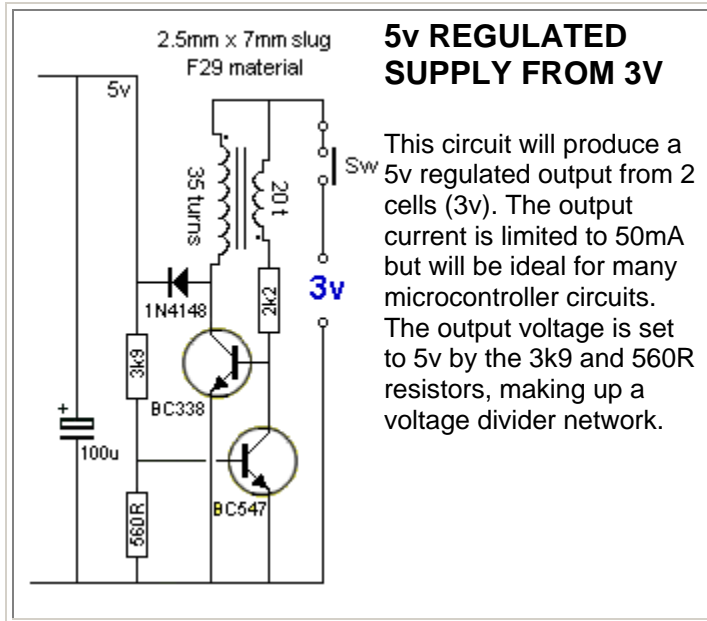 2.5mm x 7mm slug
F29 material
5v
35 turns
20t
Sw
3v
1N4148
2k2
3k9
BC338
+
100u
BC547
560R
5v REGULATED
SUPPLY FROM 3V
This circuit will produce a
5v regulated output from 2
cells (3v). The output
current is limited to 50mA
but will be ideal for many
microcontroller circuits.
The output voltage is set
to 5v by the 3k9 and 560R
resistors, making up a
voltage divider network.